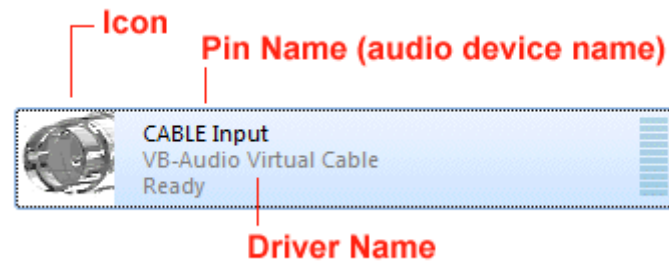 Icon
Pin Name (audio device name)
CABLE Input
VB-Audio Virtual Cable
Ready
Driver Name